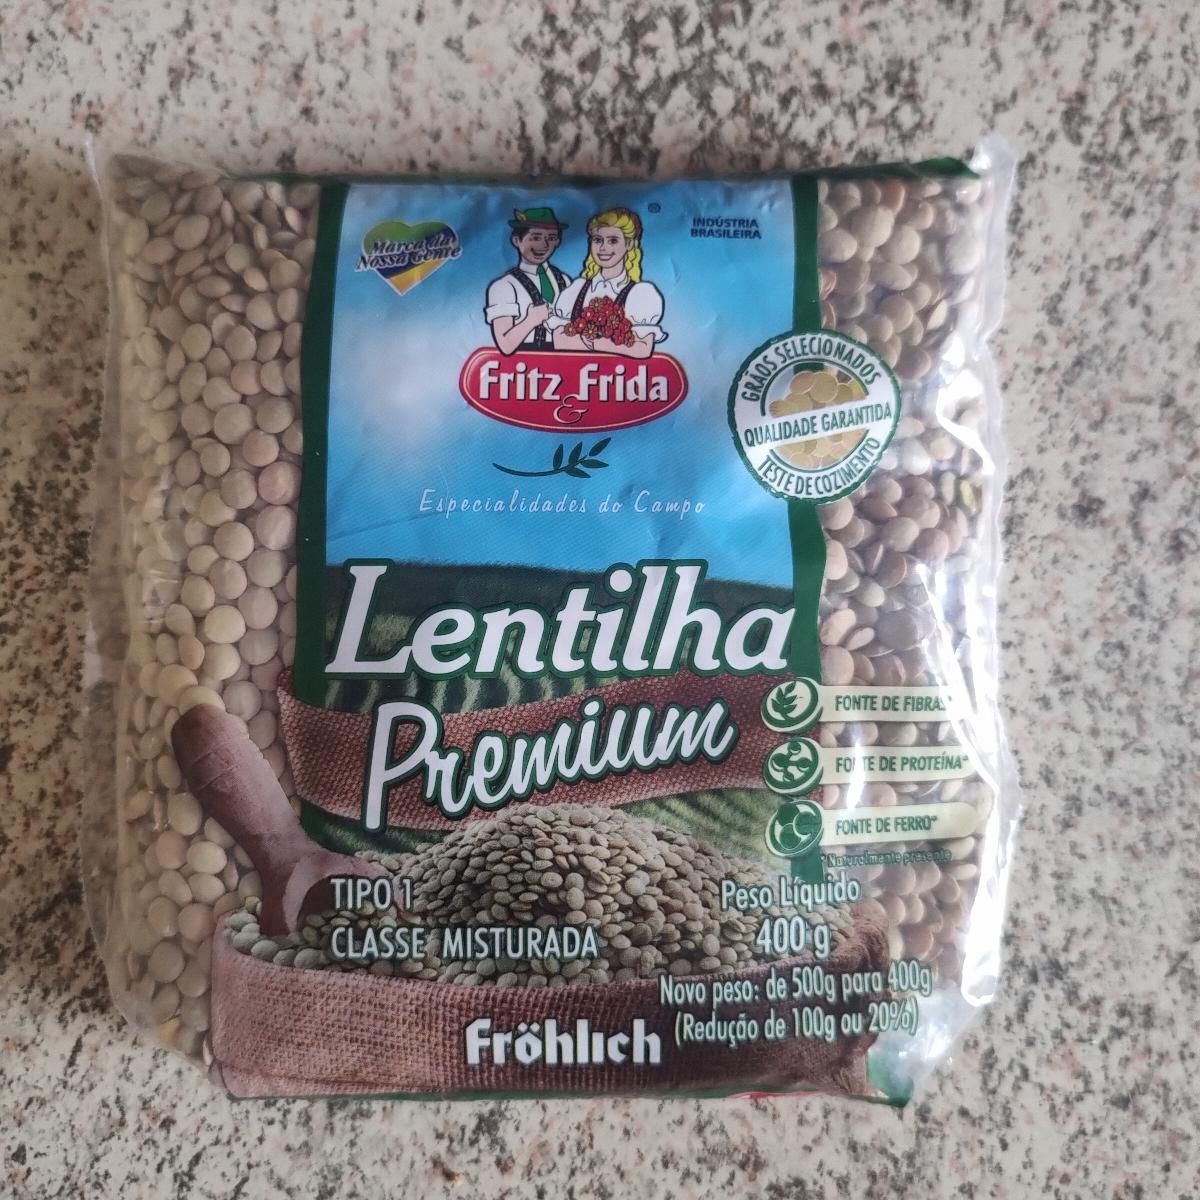 Marca da
Nossa Gente
®
INDÚSTRIA
BRASILEIRA
Fritz & Frida
Especialidades do Campo
GRÃOS SELECIONADOS
QUALIDADE GARANTIDA
TESTE DE COZIMENTO
Lentilha
Premium
FONTE DE FIBRAS*
FONTE DE PROTEÍNA*
FONTE DE FERRO*
*Naturalmente presente
TIPO 1
CLASSE MISTURADA
Peso Líquido
400 g
Novo peso: de 500g para 400g
(Redução de 100g ou 20%)
Fröhlich